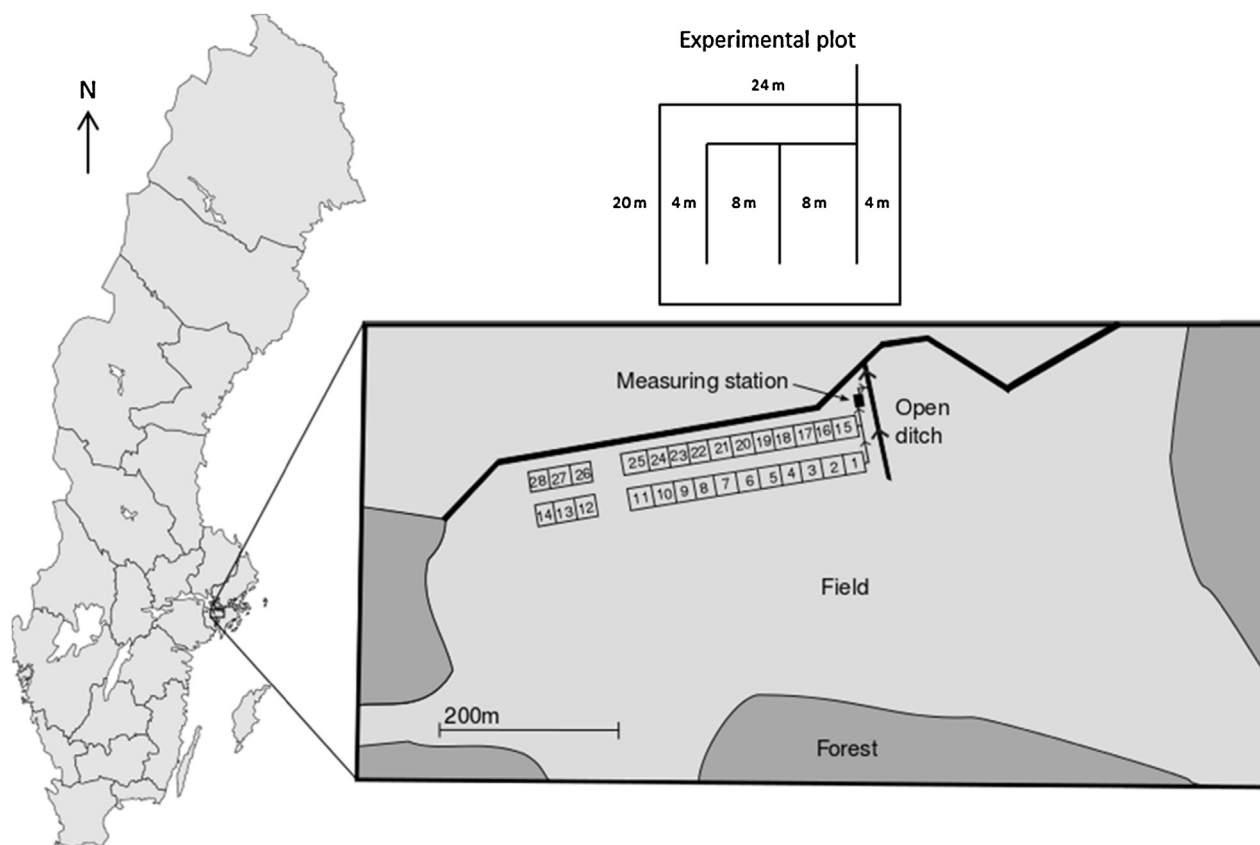 Experimental plot
N
24 m
20 m 4 m 8 m 8 m 4 m
Measuring station
Open
ditch
25 24 23 22 21 20 19 18 17 16 15
28 27 26
11 10 9 8 7 6 5 4 3 2 1
14 13 12
Field
200m
Forest